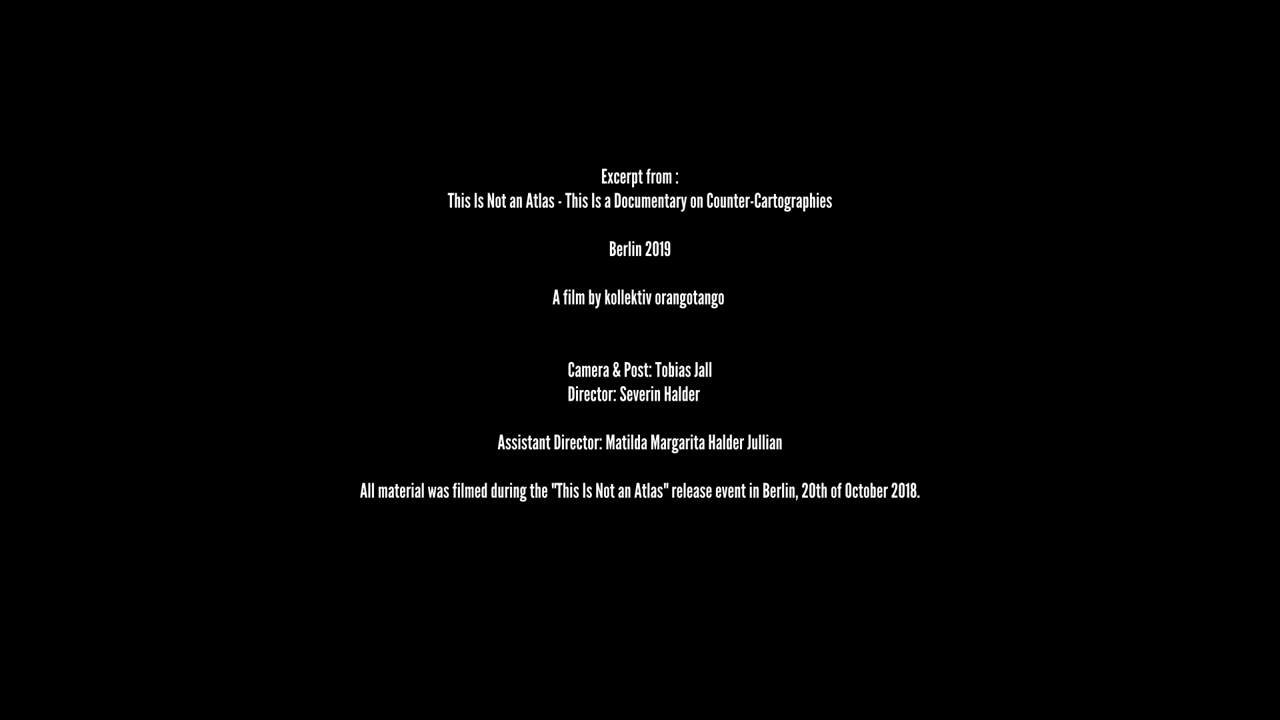 Excerpt from :
This Is Not an Atlas - This Is a Documentary on Counter-Cartographies
Berlin 2019
A film by kollektiv orangotango
Camera & Post: Tobias Jall
Director: Severin Halder
Assistant Director: Matilda Margarita Halder Jullian
All material was filmed during the "This Is Not an Atlas" release event in Berlin, 20th of October 2018.